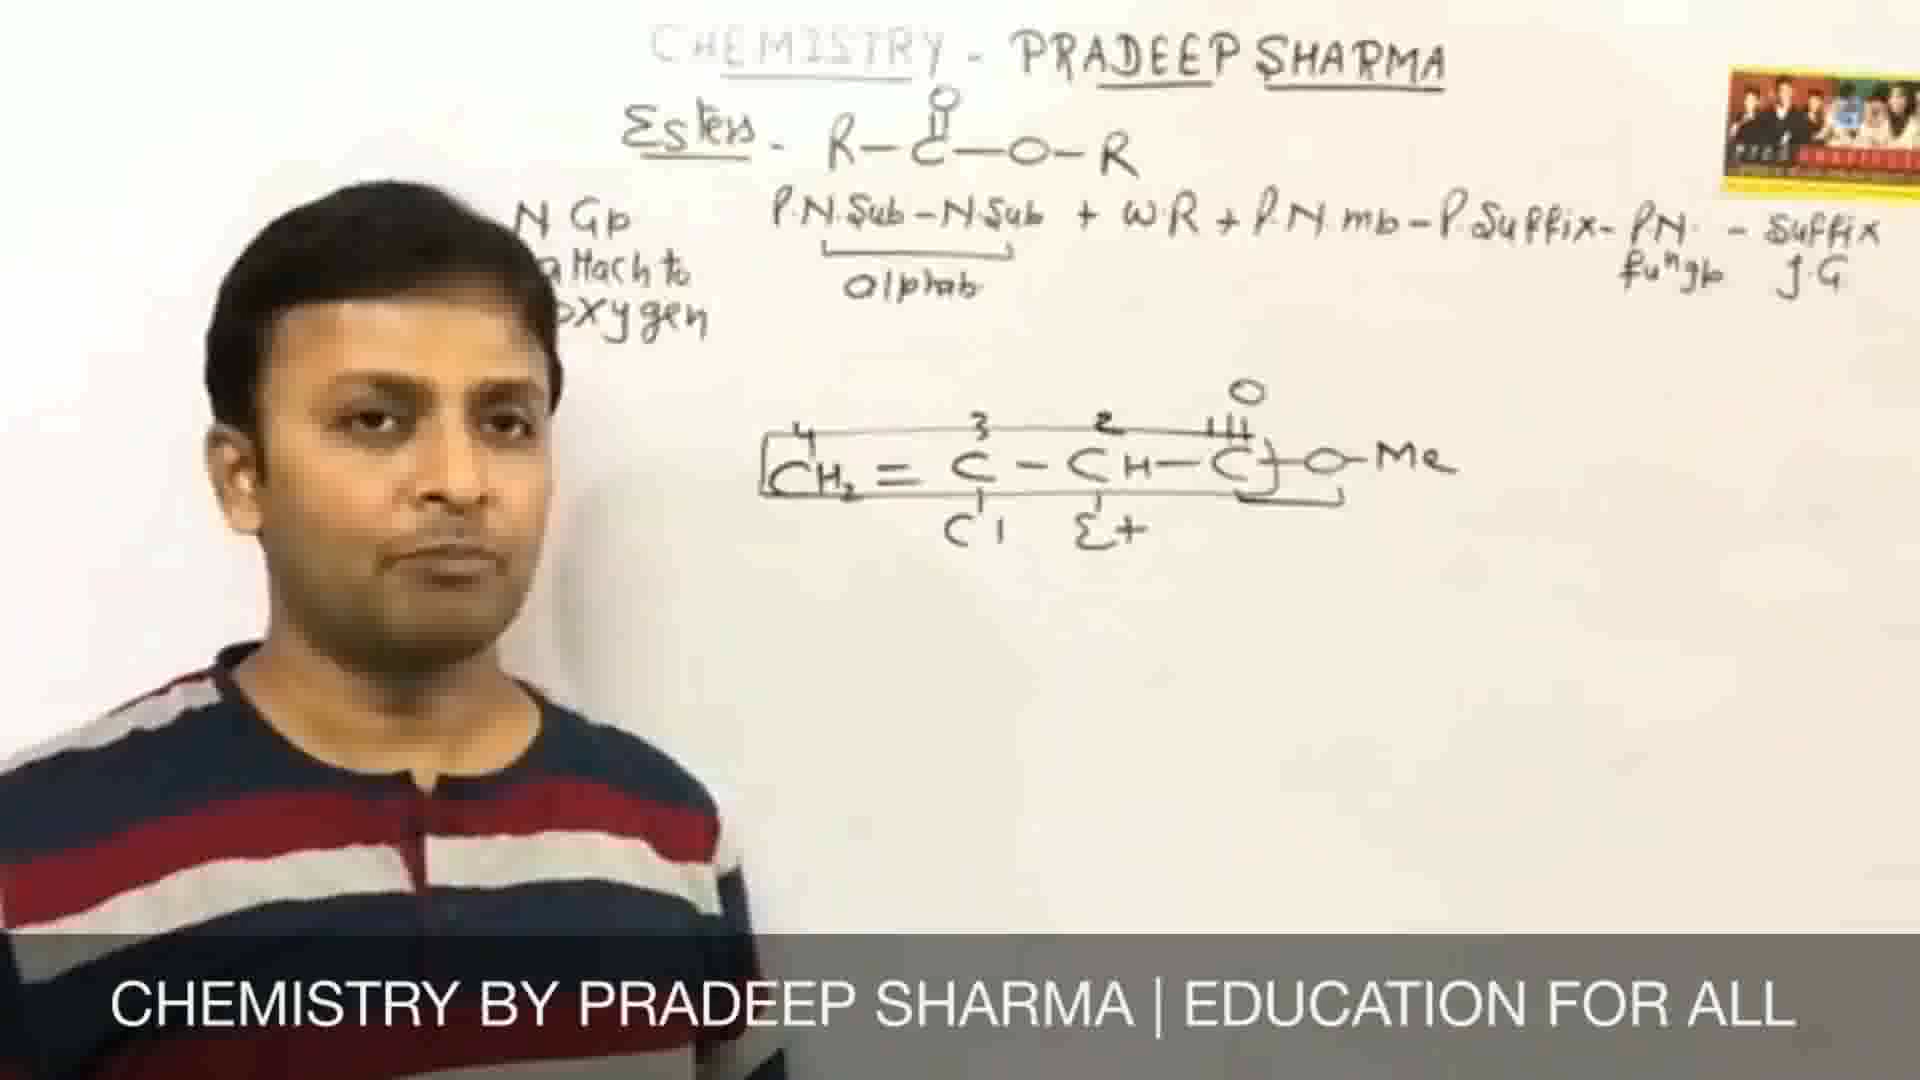 CHEMISTRY - PRADEEP SHARMA
Esters - R-C-O-R
O
N Gp
attach to
oxygen
P.N.Sub-N.Sub + W.R + P.N.mb-P.Suffix-P.N. - Suffix
alphab
fuⁿgp
f.G
O
4 3 2
CH₂ = C - CH - C - O - Me
Cl Et
CHEMISTRY BY PRADEEP SHARMA | EDUCATION FOR ALL